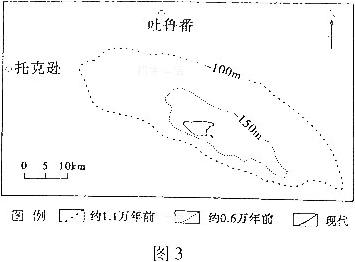 吐鲁番
托克逊
-100m
-150m
0 5 10km
图 例 约1.1万年前 约0.6万年前 现代
图 3